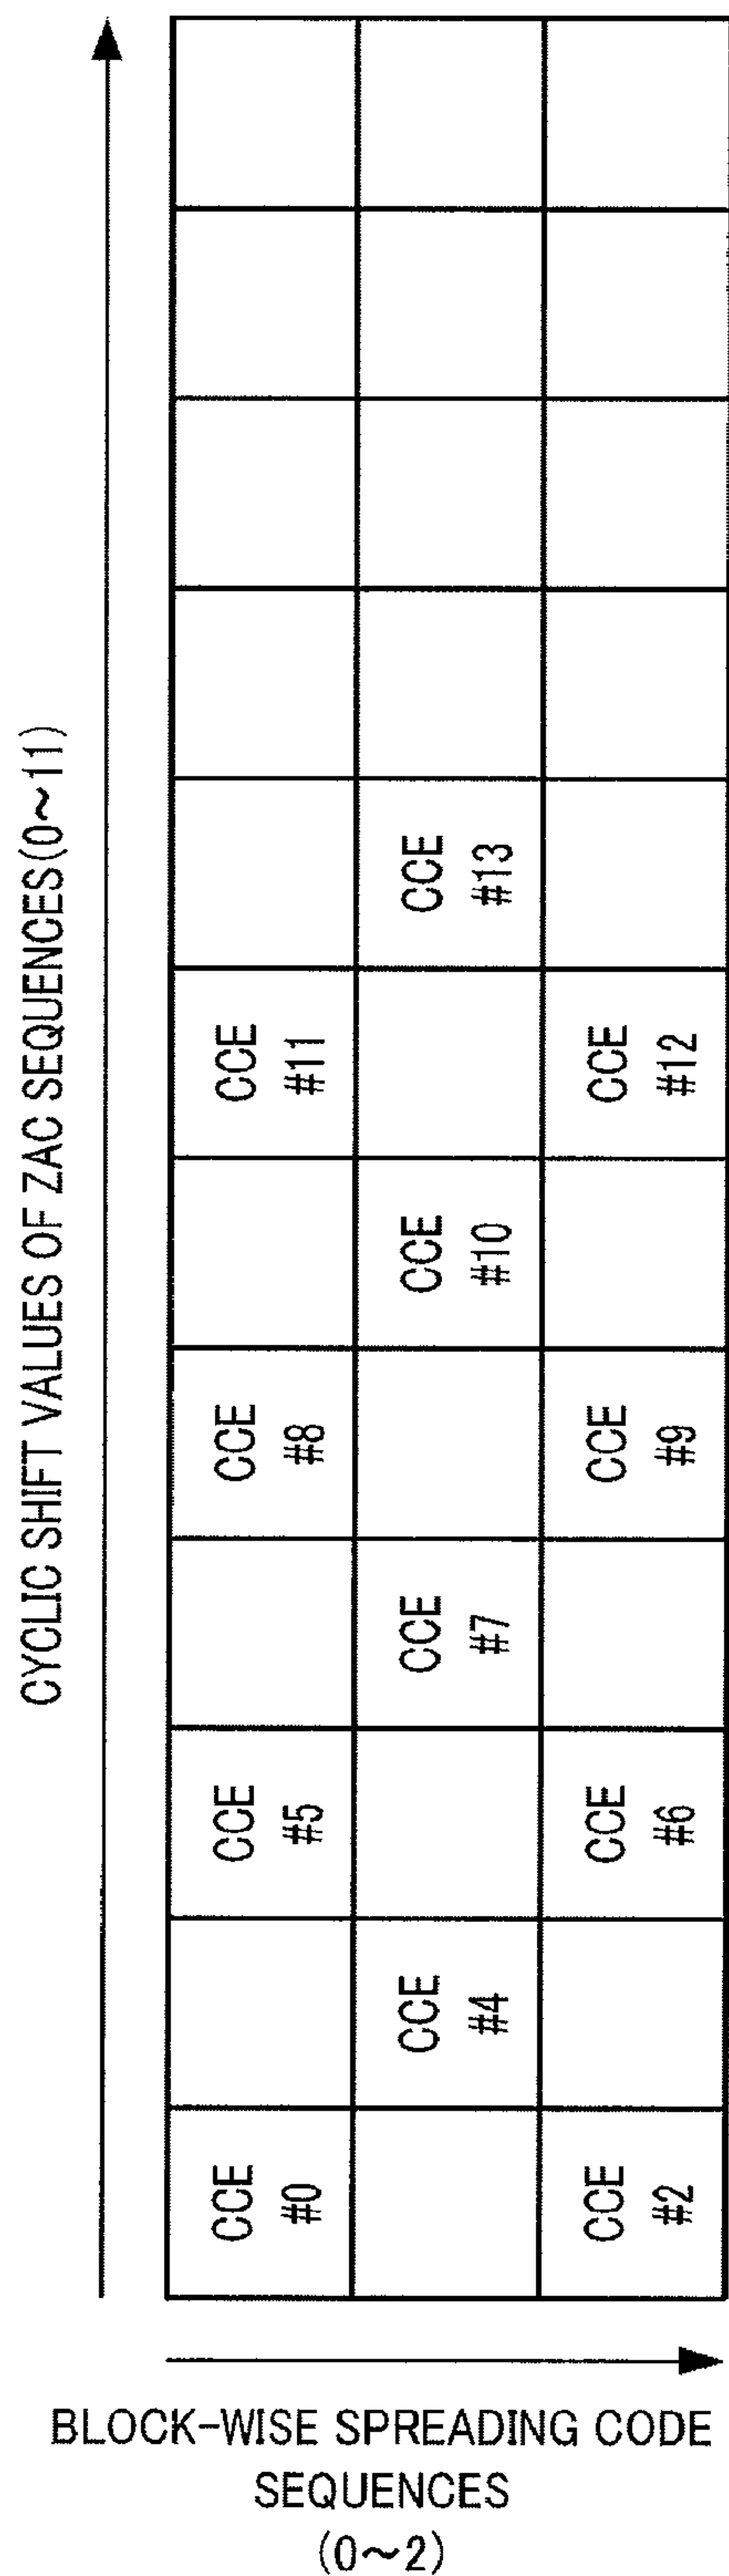 CYCLIC SHIFT VALUES OF ZAC SEQUENCES(0~11)
CCE
#13
CCE
#11
CCE
#12
CCE
#10
CCE
#8
CCE
#9
CCE
#7
CCE
#5
CCE
#6
CCE
#4
CCE
#0
CCE
#2
BLOCK-WISE SPREADING CODE
SEQUENCES
(0~2)